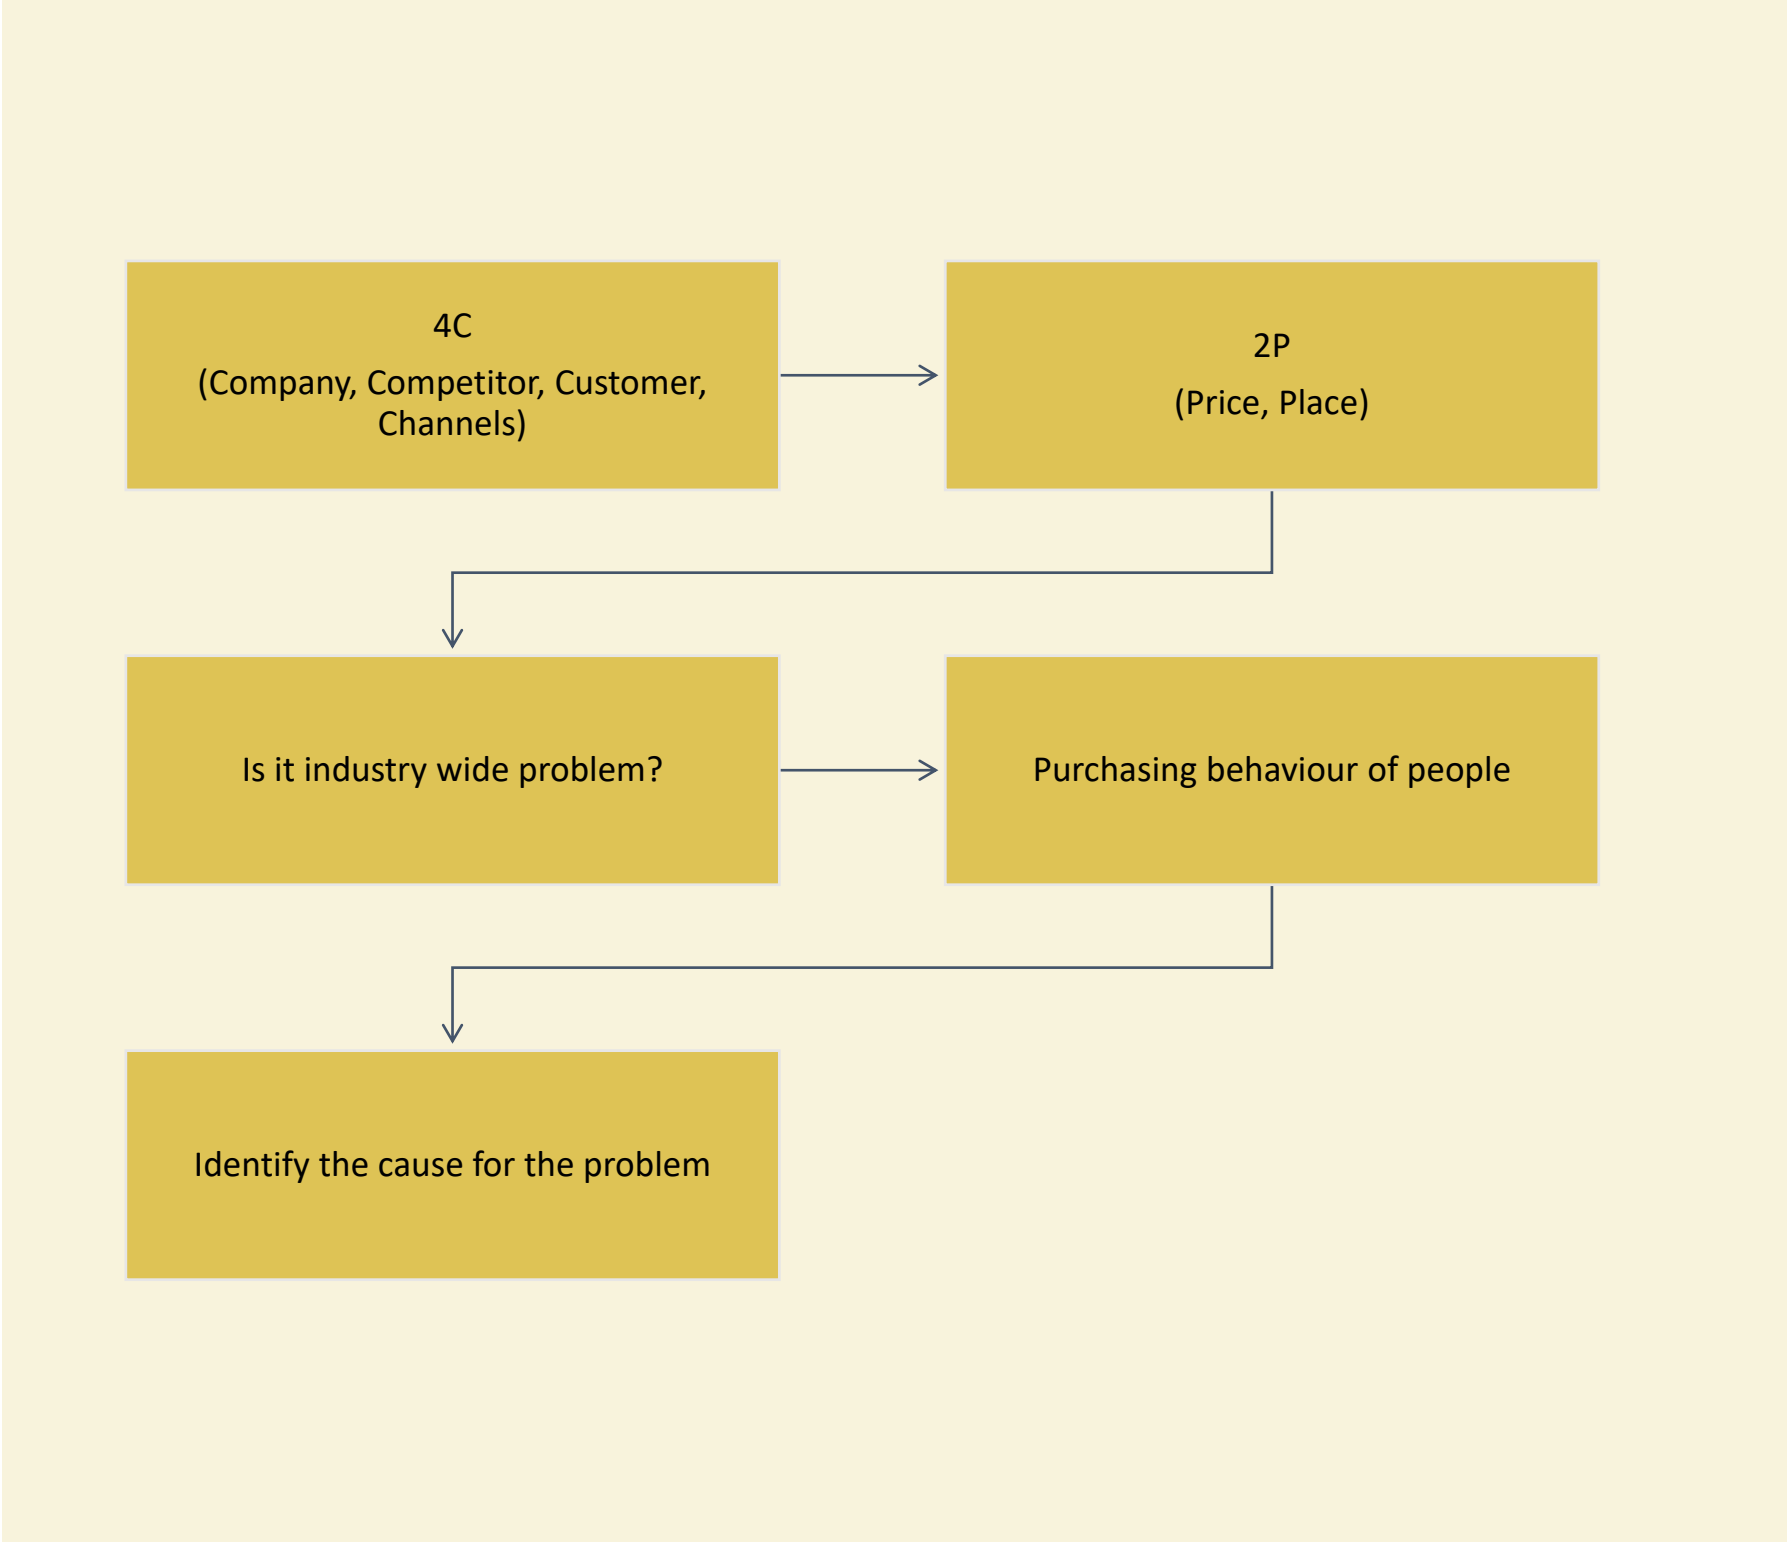 4C
(Company, Competitor, Customer,
Channels)
2P
(Price, Place)
Is it industry wide problem?
Purchasing behaviour of people
Identify the cause for the problem